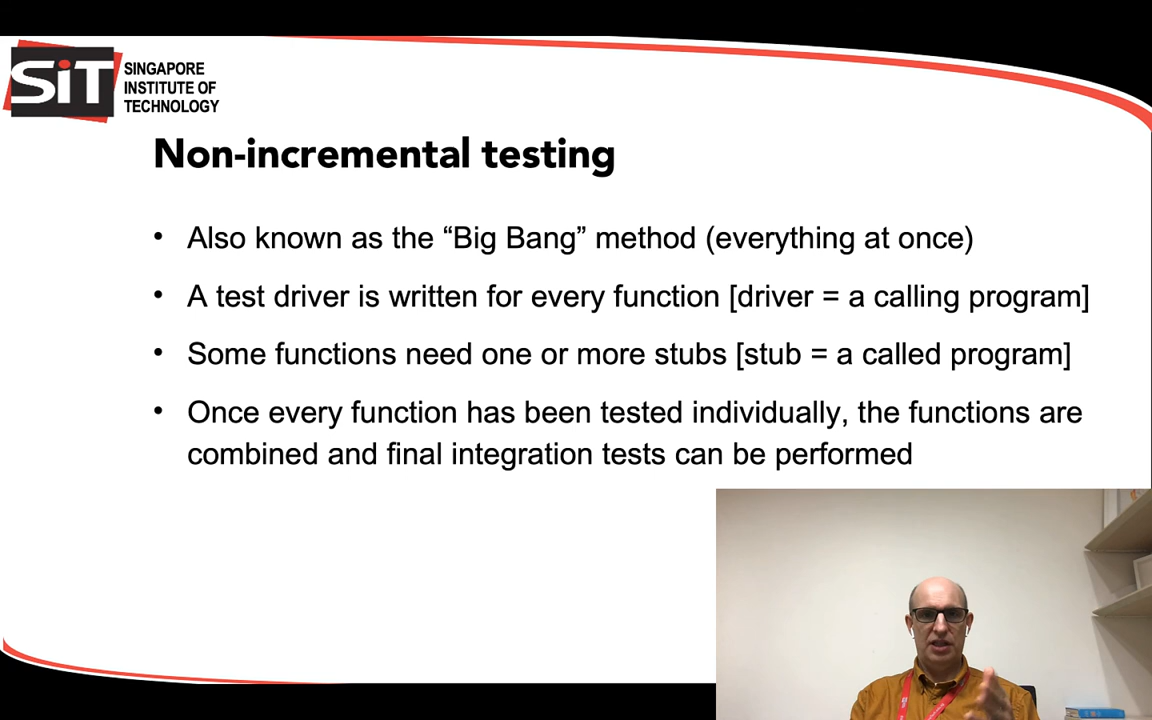 SiT
SINGAPORE
INSTITUTE OF
TECHNOLOGY
Non-incremental testing
• Also known as the “Big Bang” method (everything at once)
• A test driver is written for every function [driver = a calling program]
• Some functions need one or more stubs [stub = a called program]
• Once every function has been tested individually, the functions are
combined and final integration tests can be performed